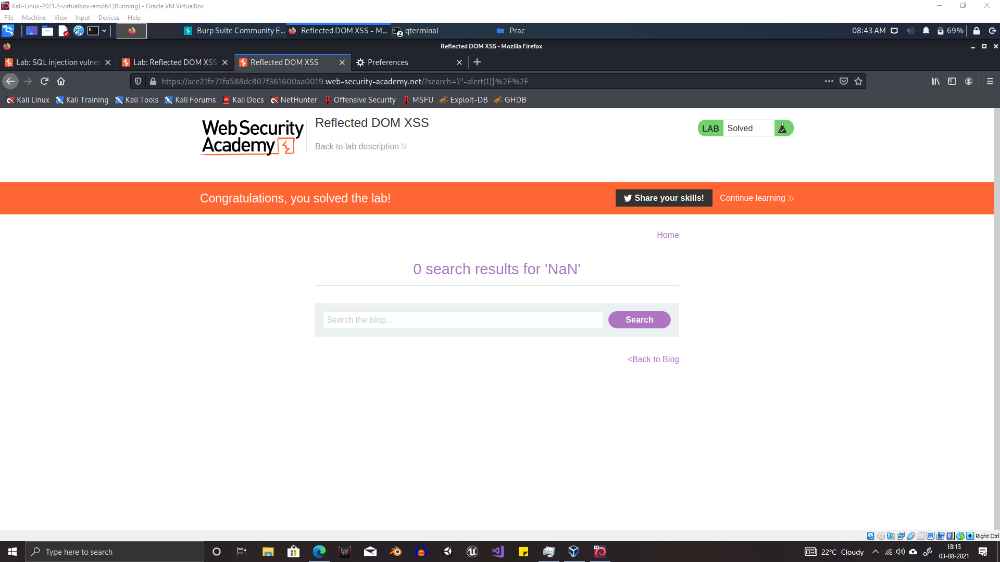 Kali-Linux-2021.2-virtualbox-amd64 [Running] - Oracle VM VirtualBox
File Machine View Input Devices Help
Burp Suite Community E... Reflected DOM XSS - M... 2 qterminal Prac 08:43 AM 69%
Reflected DOM XSS - Mozilla Firefox
Lab: SQL injection vulner Lab: Reflected DOM XSS Reflected DOM XSS Preferences
https://ace21fe71fa588dc807f361600aa0019.web-security-academy.net/?search=\"-alert(1)}%2F%2F
Kali Linux Kali Training Kali Tools Kali Forums Kali Docs NetHunter Offensive Security MSFU Exploit-DB GHDB
Web Security
Academy
Reflected DOM XSS
Back to lab description
LAB Solved
Congratulations, you solved the lab!
Share your skills! Continue learning
Home
0 search results for 'NaN'
Search the blog... Search
<Back to Blog
Right Ctrl
Type here to search
22°C Cloudy
18:13
03-08-2021